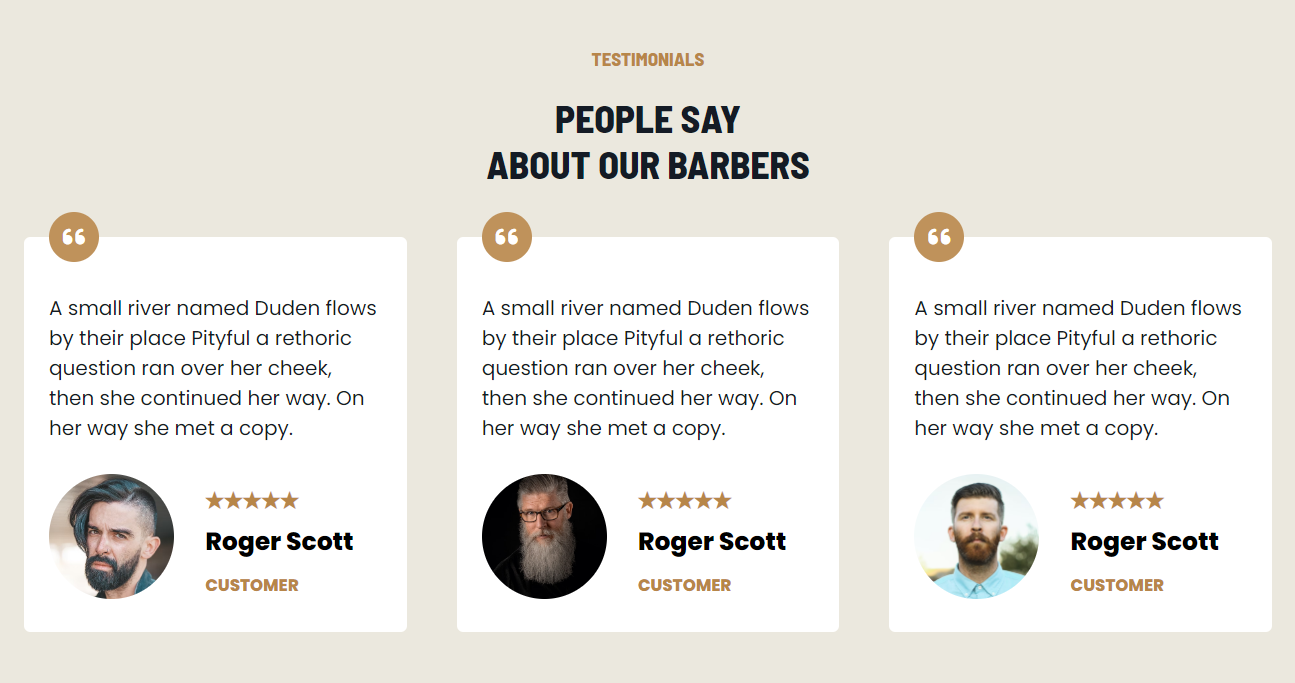 TESTIMONIALS
PEOPLE SAY
ABOUT OUR BARBERS
A small river named Duden flows
by their place Pityful a rethoric
question ran over her cheek,
then she continued her way. On
her way she met a copy.
★★★★★
Roger Scott
CUSTOMER
A small river named Duden flows
by their place Pityful a rethoric
question ran over her cheek,
then she continued her way. On
her way she met a copy.
★★★★★
Roger Scott
CUSTOMER
A small river named Duden flows
by their place Pityful a rethoric
question ran over her cheek,
then she continued her way. On
her way she met a copy.
★★★★★
Roger Scott
CUSTOMER